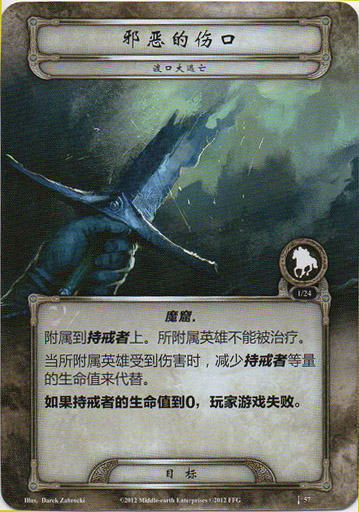 邪恶的伤口
渡口大逃亡
1/24
魔窟.
附属到持戒者上。所附属英雄不能被治疗。
当所附属英雄受到伤害时，减少持戒者等量
的生命值来代替。
如果持戒者的生命值到0，玩家游戏失败。
目标
Illus. Darek Zabrocki ©2012 Middle-earth Enterprises ©2012 FFG 57